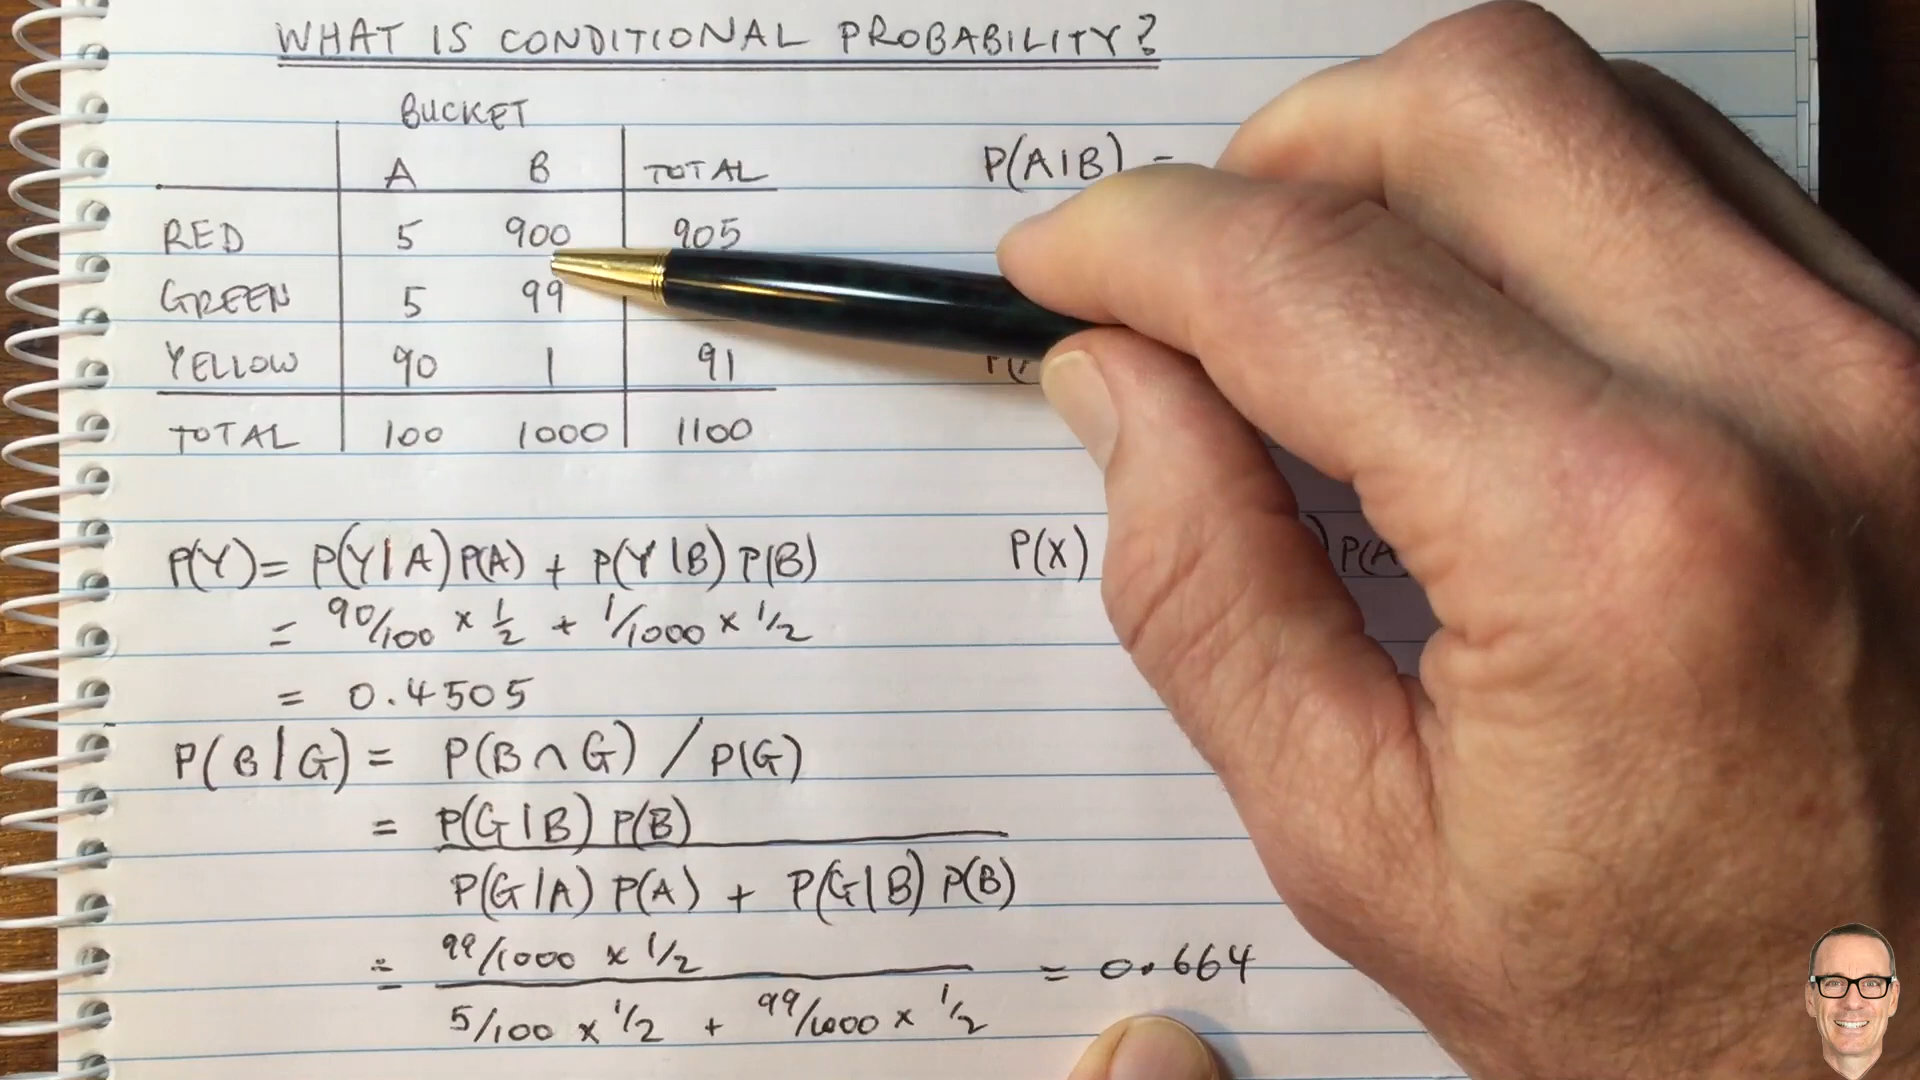 WHAT IS CONDITIONAL PROBABILITY?
BUCKET
A B TOTAL
P(A|B) =
RED 5 900 905
GREEN 5 99
YELLOW 90 1 91
TOTAL 100 1000 1100
P(Y) = P(Y|A) P(A) + P(Y|B) P(B)
P(X) P(A
= 90/100 × 1/2 + 1/1000 × 1/2
= 0.4505
P(B|G) = P(B∩G) / P(G)
= P(G|B) P(B)
P(G|A) P(A) + P(G|B) P(B)
= 99/1000 × 1/2 = 0.664
5/100 × 1/2 + 99/1000 × 1/2